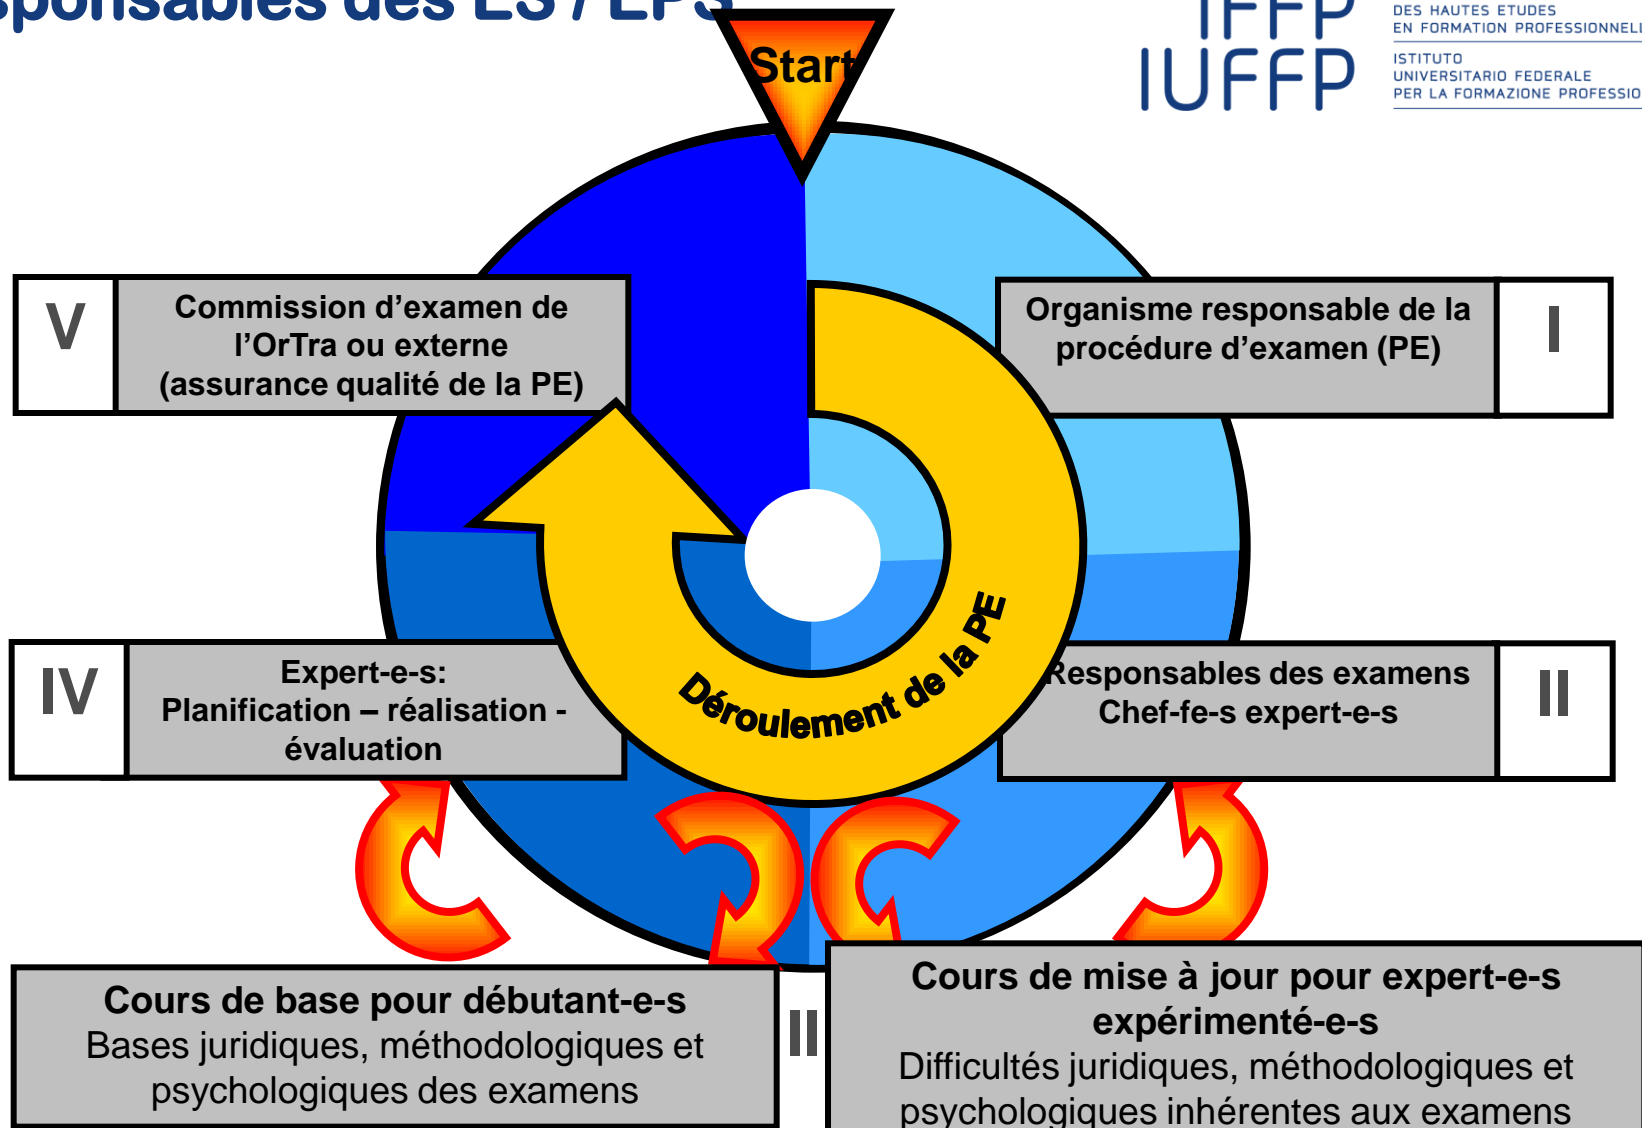 des ES / EPS
IFFP
IUFFP
DES HAUTES ETUDES
EN FORMATION
ISTITUTO
UNIVERSITARIO FEDERALE
PER LA FORMAZIONE
Start
V
Commission d’examen de
l’OrTra ou externe
(assurance qualité de la PE)
Organisme responsable de la
procédure d’examen (PE)
I
IV
Expert-e-s:
Planification – réalisation -
évaluation
Déroulement de la PE
Responsables des examens
Chef-fe-s expert-e-s
II
Cours de base pour débutant-e-s
Bases juridiques, méthodologiques et
psychologiques des examens
II
Cours de mise à jour pour expert-e-s
expérimenté-e-s
Difficultés juridiques, méthodologiques et
psychologiques inhérentes aux examens